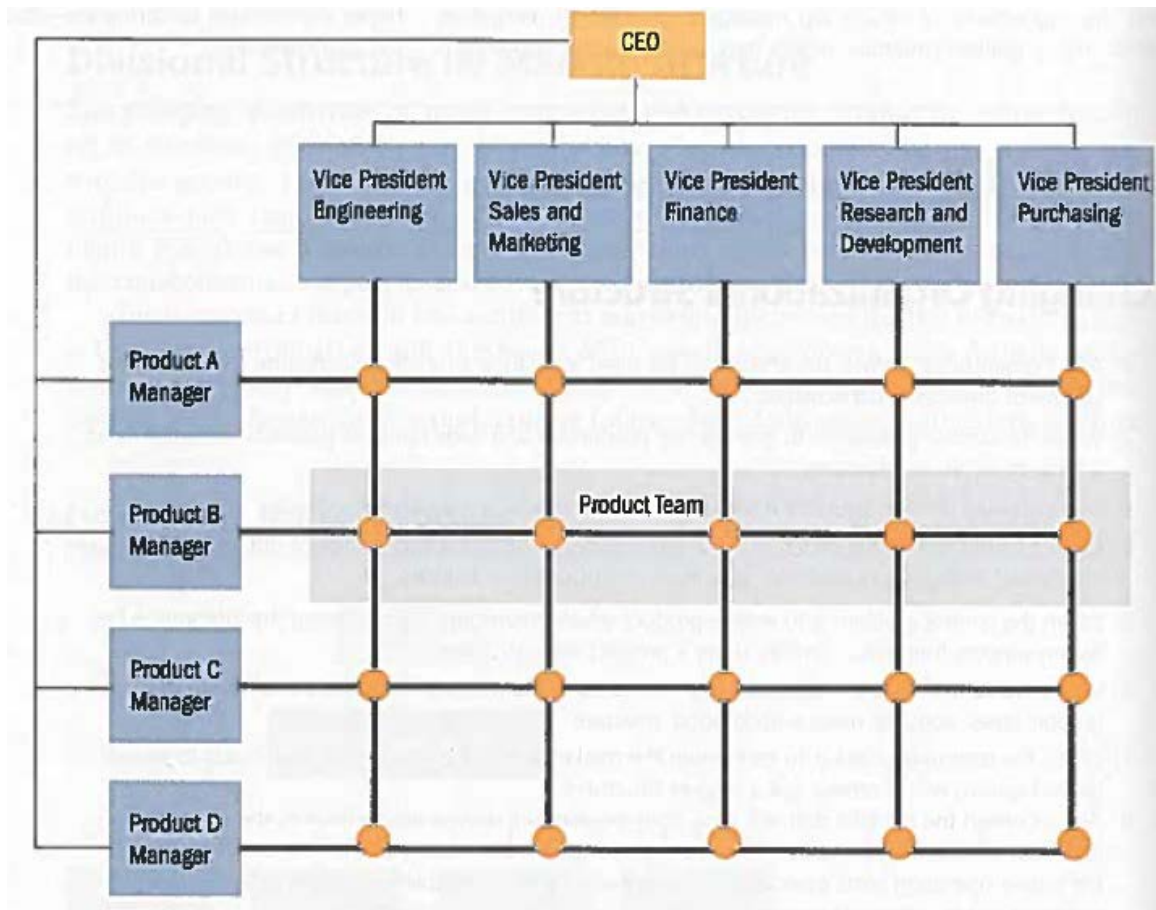 CEO
Vice President
Engineering
Vice President
Sales and
Marketing
Vice President
Finance
Vice President
Research and
Development
Vice President
Purchasing
Product A
Manager
Product Team
Product B
Manager
Product C
Manager
Product D
Manager